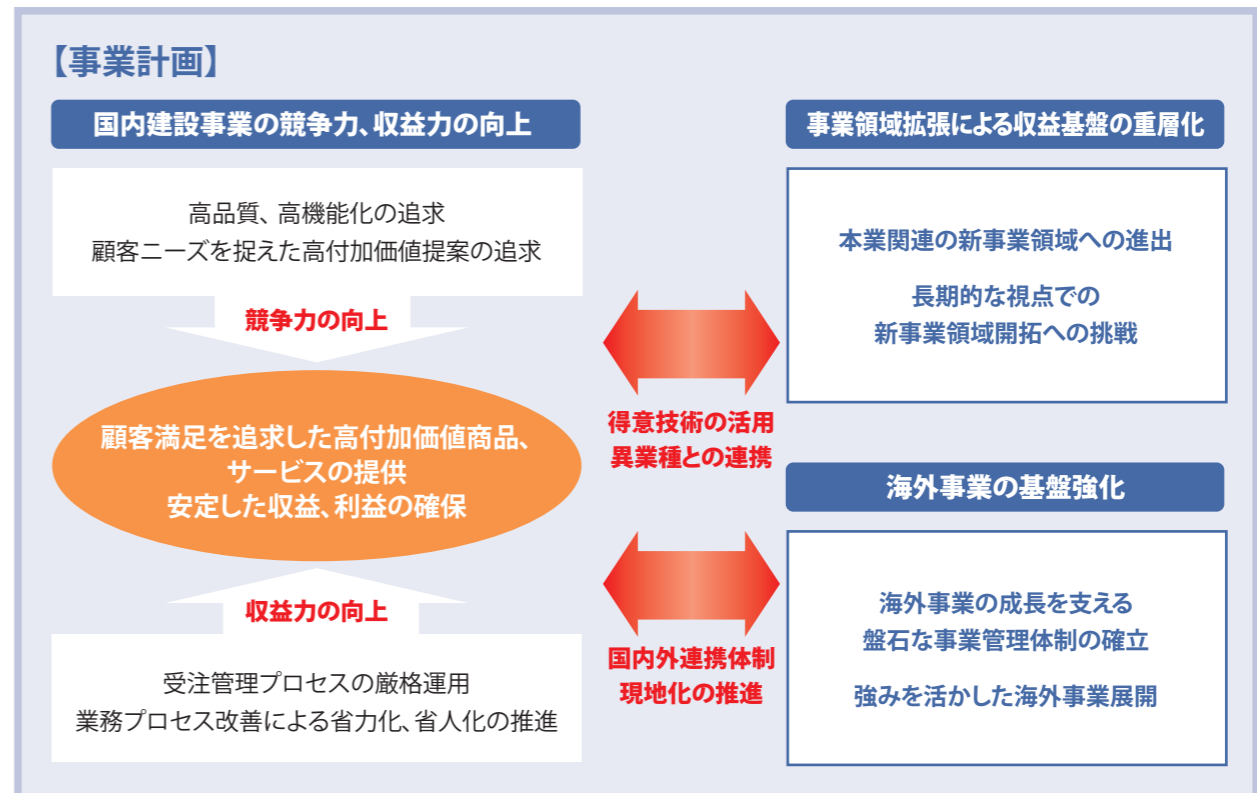 【事業計画】
国内建設事業の競争力、収益力の向上
高品質、高機能化の追求
顧客ニーズを捉えた高付加価値提案の追求
競争力の向上
顧客満足を追求した高付加価値商品、
サービスの提供
安定した収益、利益の確保
収益力の向上
受注管理プロセスの厳格運用
業務プロセス改善による省力化、省人化の推進
得意技術の活用
異業種との連携
国内外連携体制
現地化の推進
事業領域拡張による収益基盤の重層化
本業関連の新事業領域への進出
長期的な視点での
新事業領域開拓への挑戦
海外事業の基盤強化
海外事業の成長を支える
盤石な事業管理体制の確立
強みを活かした海外事業展開